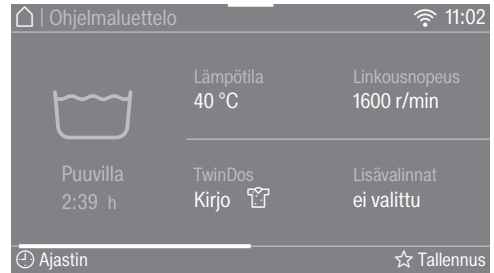 | Ohjelmaluettelo 11:02
Lämpötila Linkousnopeus
40 °C 1600 r/min
Puuvilla TwinDos Lisävalinnat
2:39 h Kirjo ei valittu
Ajastin Tallennus